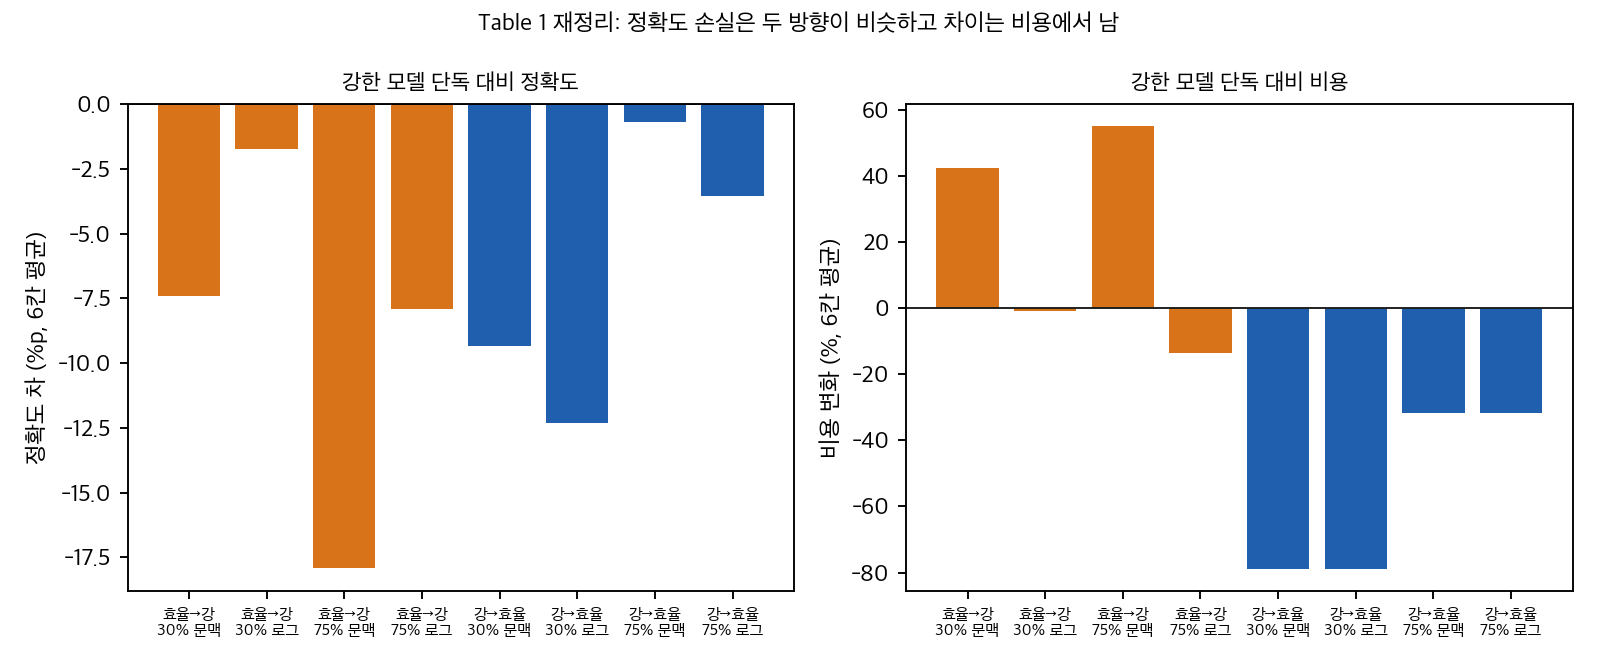 Table 1 재정리: 정확도 손실은 두 방향이 비슷하고 차이는 비용에서 남
강한 모델 단독 대비 정확도
정확도 차 (%p, 6칸 평균)
0.0
-2.5
-5.0
-7.5
-10.0
-12.5
-15.0
-17.5
효율→강
30% 문맥
효율→강
30% 로그
효율→강
75% 문맥
효율→강
75% 로그
강→효율
30% 문맥
강→효율
30% 로그
강→효율
75% 문맥
강→효율
75% 로그
강한 모델 단독 대비 비용
비용 변화 (%, 6칸 평균)
60
40
20
0
-20
-40
-60
-80
효율→강
30% 문맥
효율→강
30% 로그
효율→강
75% 문맥
효율→강
75% 로그
강→효율
30% 문맥
강→효율
30% 로그
강→효율
75% 문맥
강→효율
75% 로그